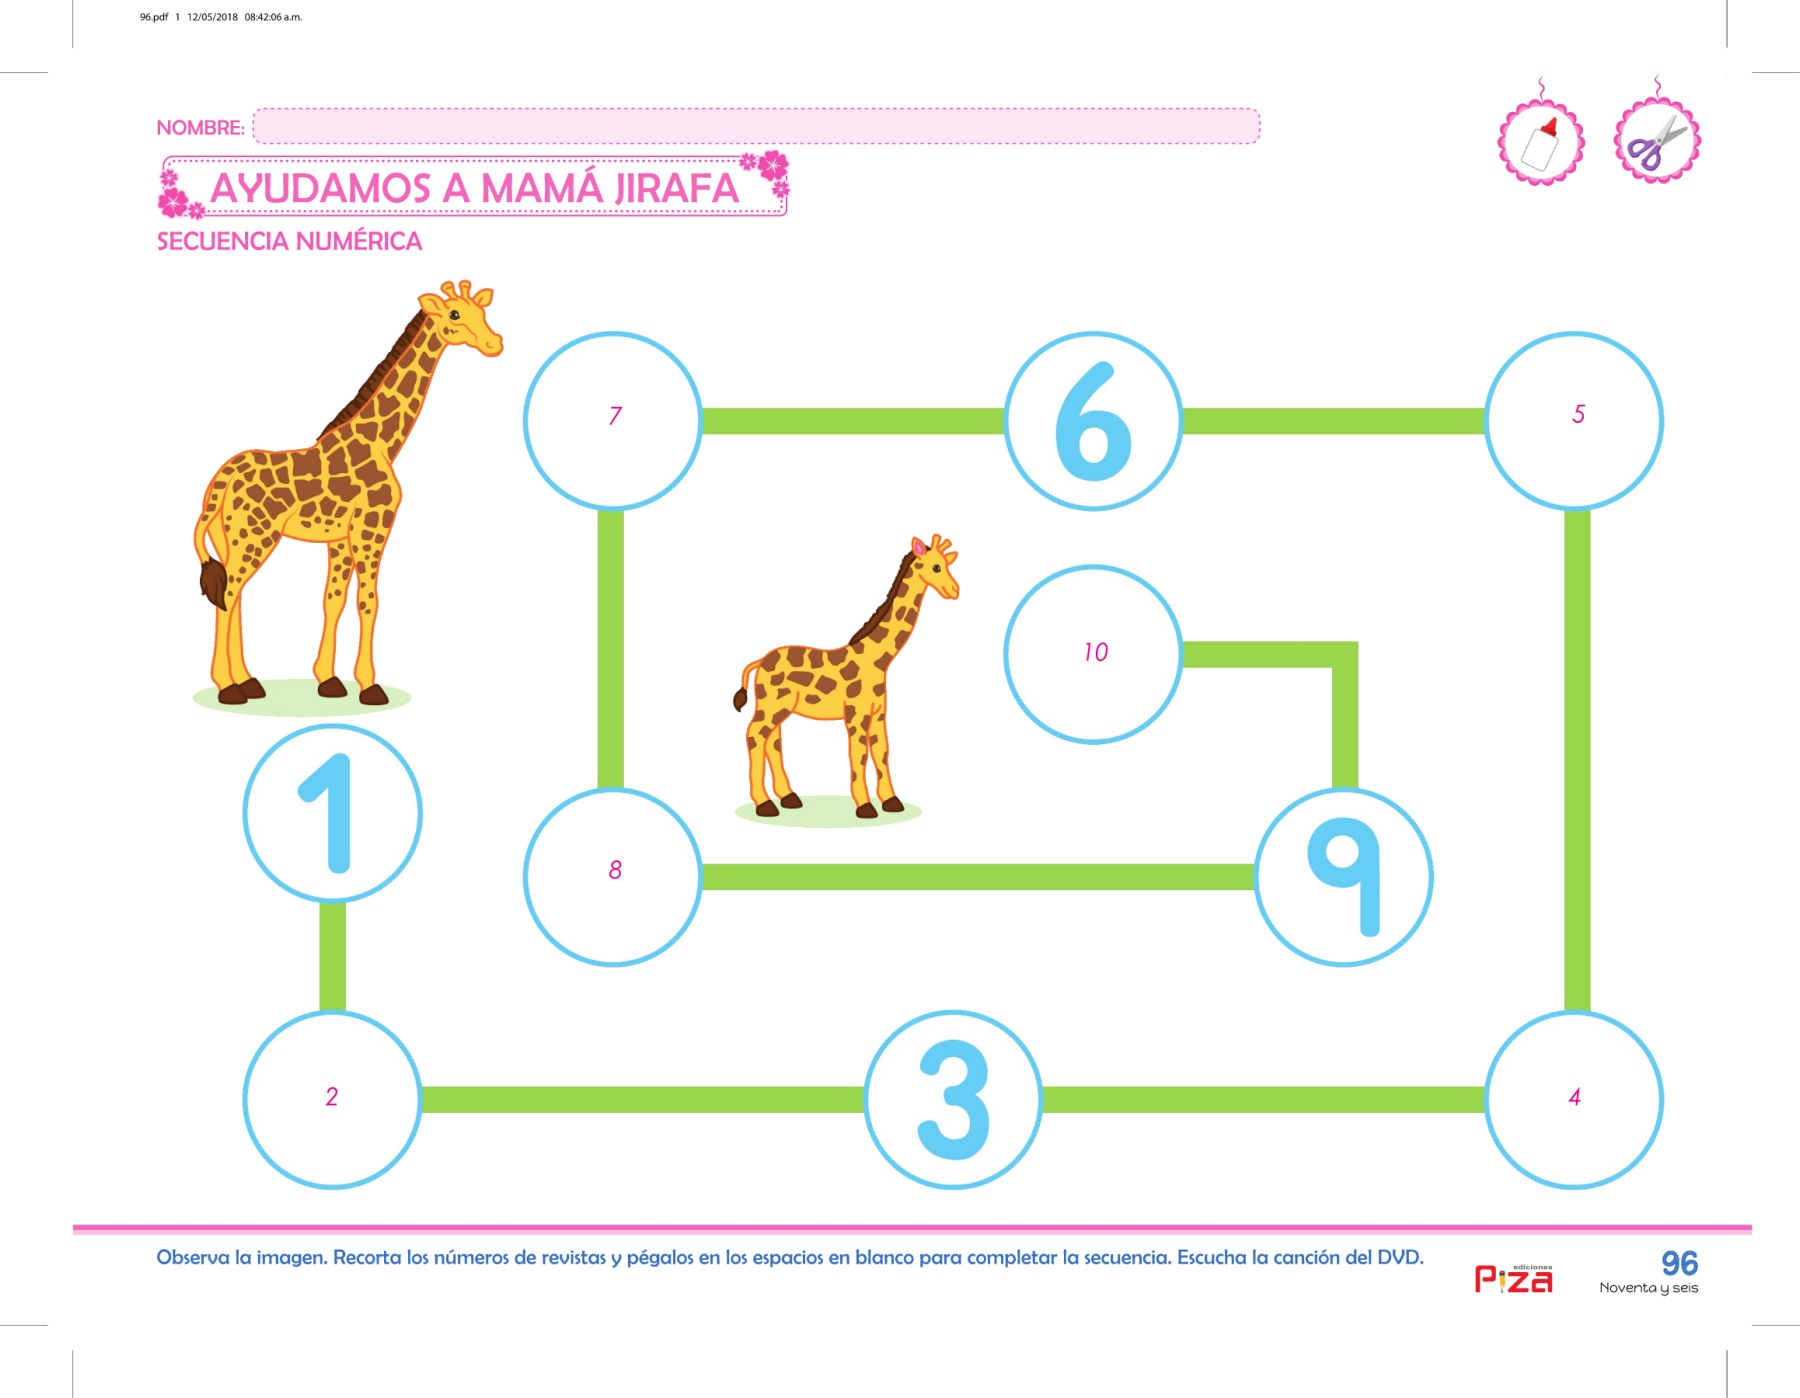 96.pdf 1 12/05/2018 08:42:06 a.m.
NOMBRE:
AYUDAMOS A MAMÁ JIRAFA
SECUENCIA NUMÉRICA
7 6 5
10
1
8 9
2 3 4
Observa la imagen. Recorta los números de revistas y pégalos en los espacios en blanco para completar la secuencia. Escucha la canción del DVD.
ediciones
Piza
96
Noventa y seis